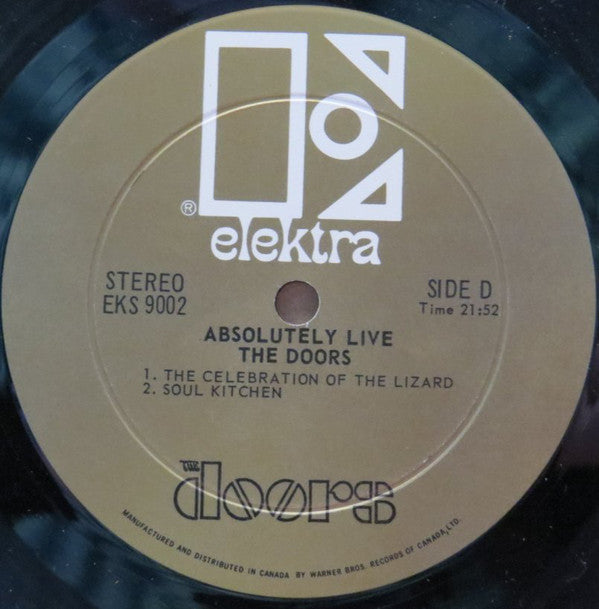 ®
elektra
STEREO
EKS 9002
SIDE D
Time 21:52
ABSOLUTELY LIVE
THE DOORS
1. THE CELEBRATION OF THE LIZARD
2. SOUL KITCHEN
THE
doors
MANUFACTURED AND DISTRIBUTED IN CANADA BY WARNER BROS. RECORDS OF CANADA, LTD.